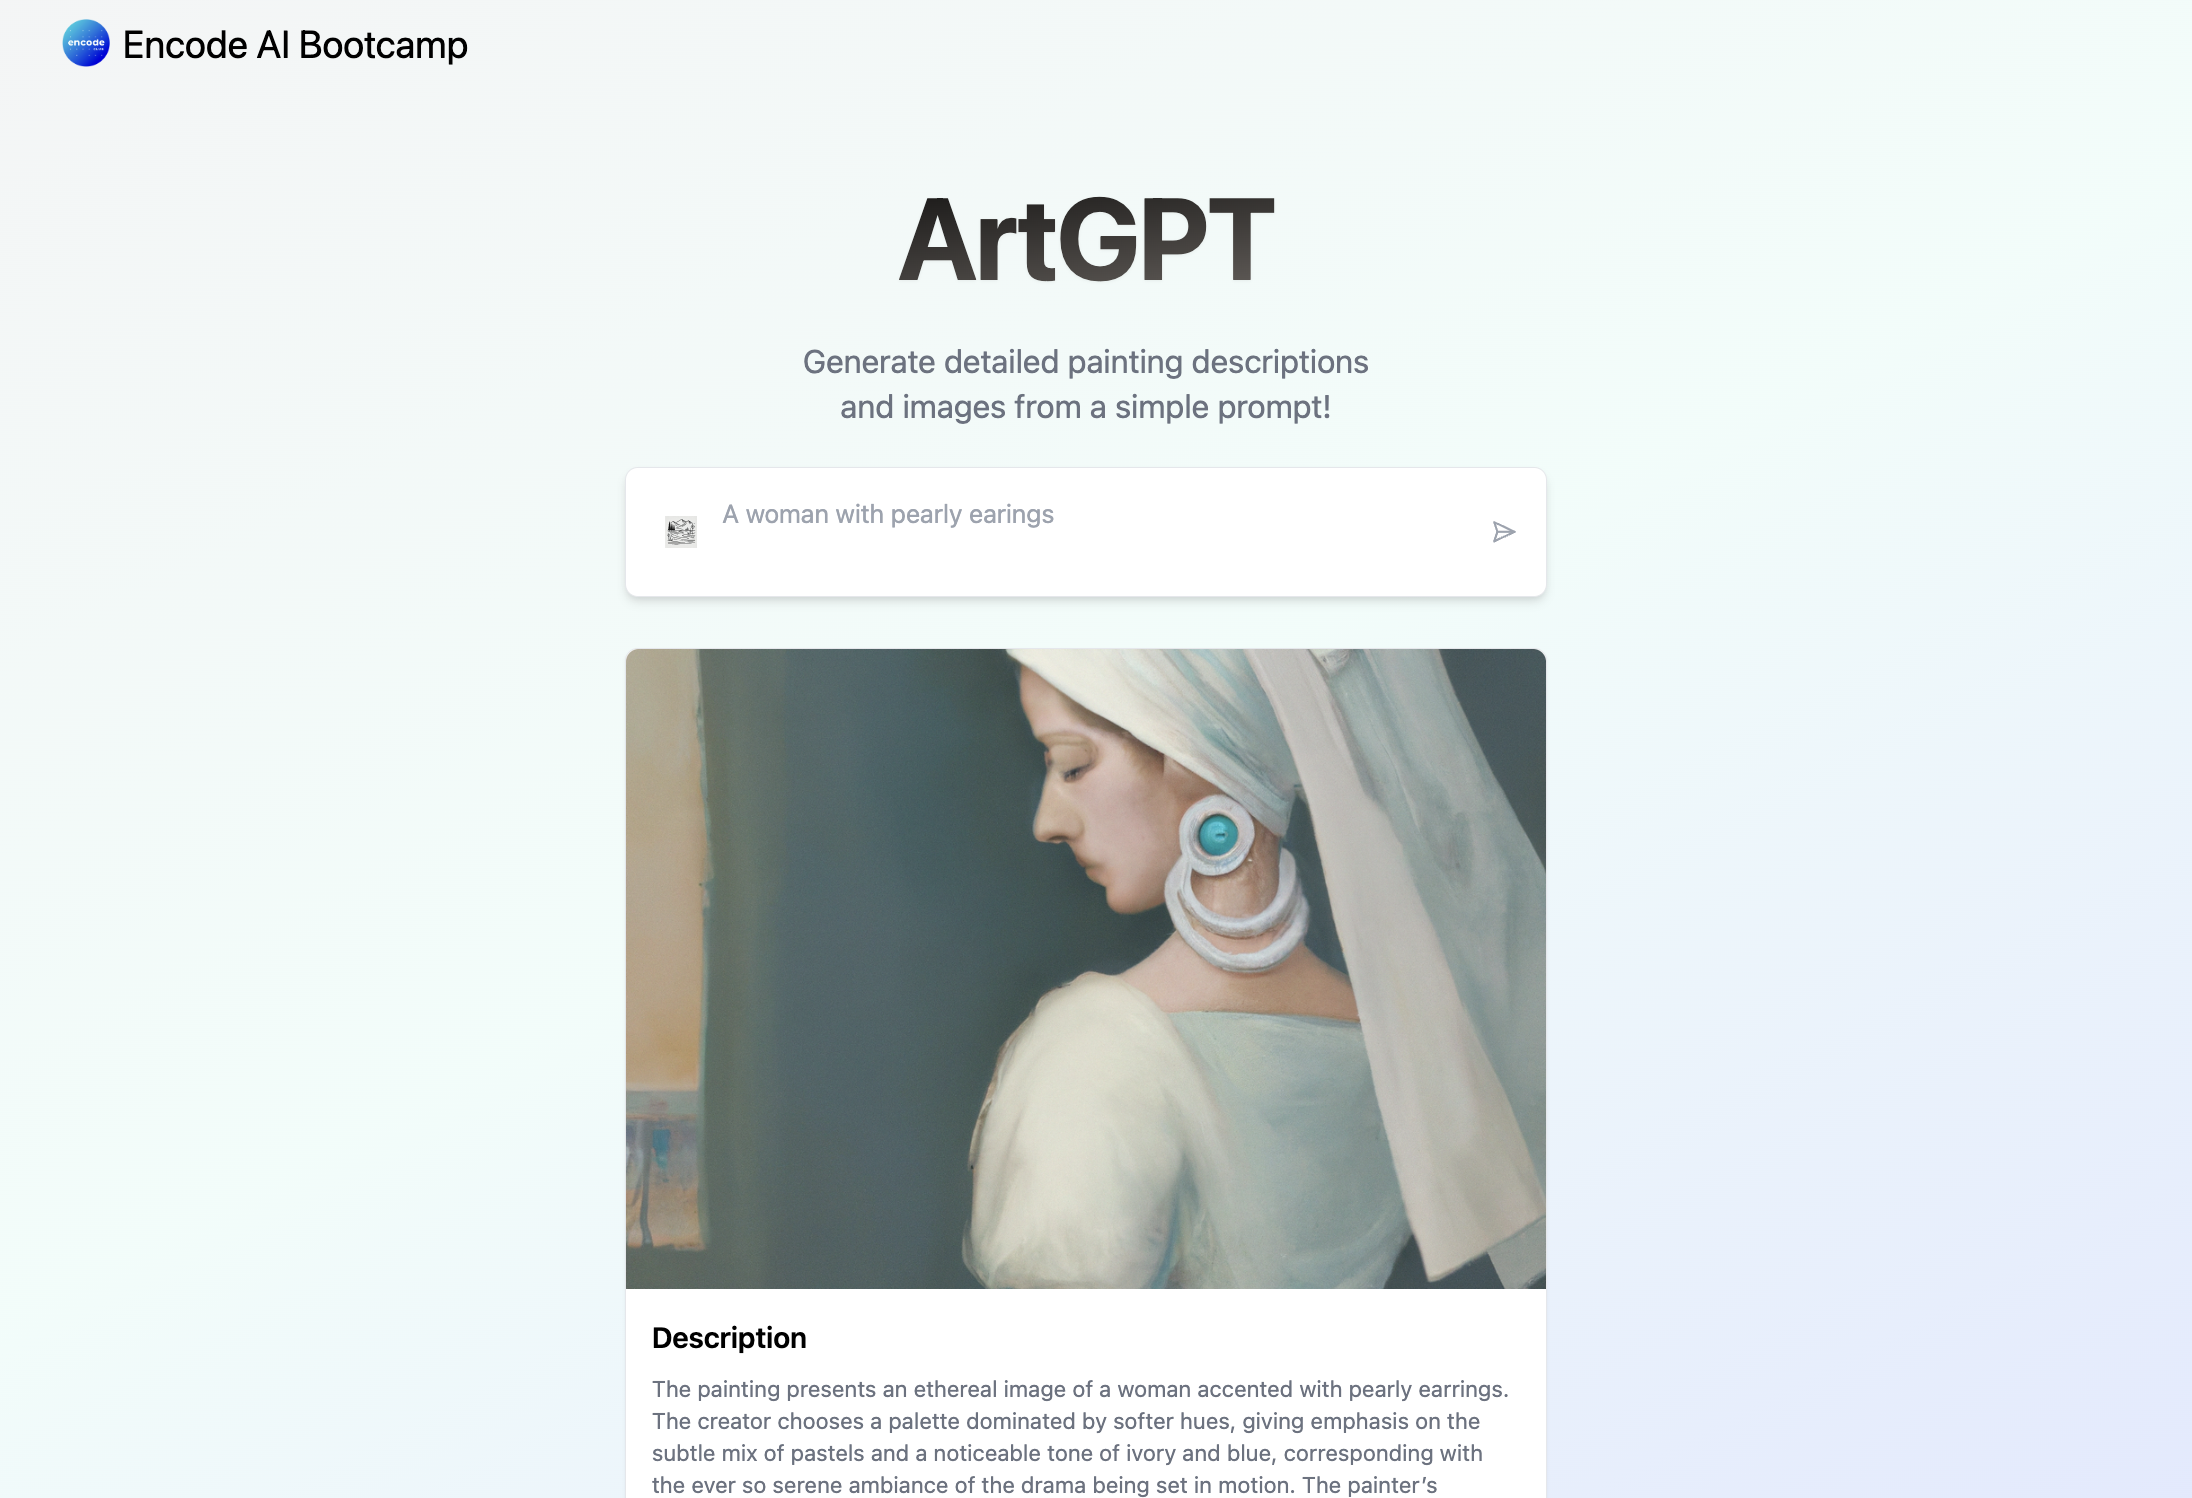 encode
Encode AI Bootcamp
ArtGPT
Generate detailed painting descriptions
and images from a simple prompt!
A woman with pearly earings
Description
The painting presents an ethereal image of a woman accented with pearly earrings.
The creator chooses a palette dominated by softer hues, giving emphasis on the
subtle mix of pastels and a noticeable tone of ivory and blue, corresponding with
the ever so serene ambiance of the drama being set in motion. The painter’s